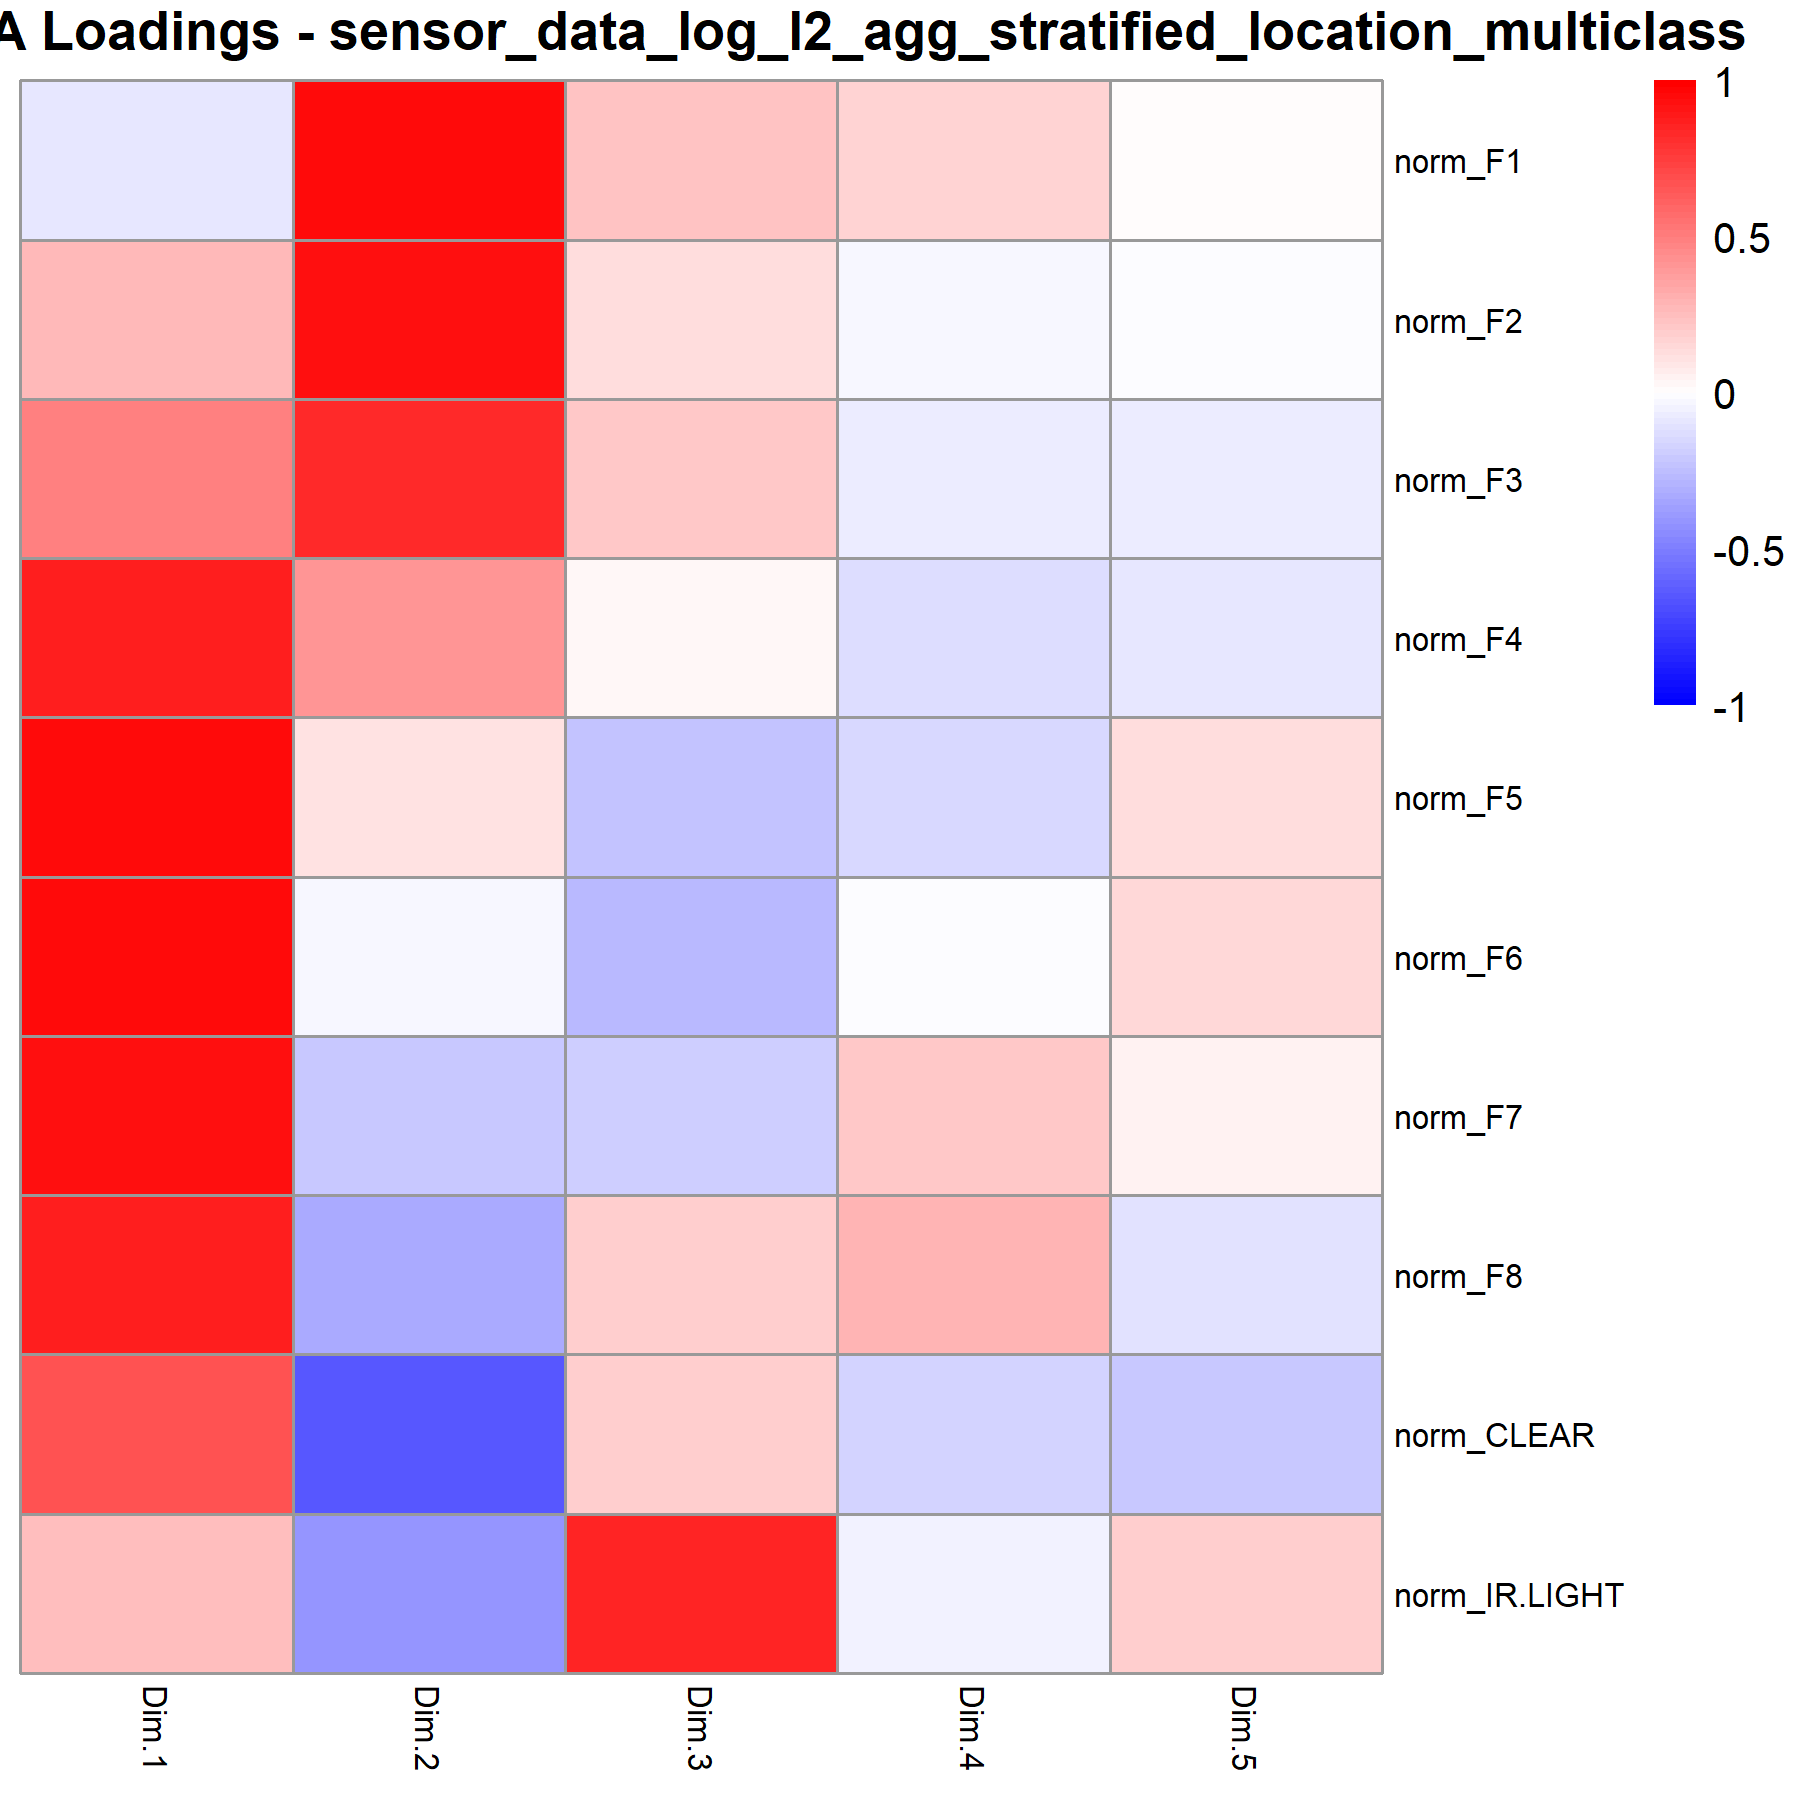 A Loadings - sensor_data_log_l2_agg_stratified_location_multiclass
1
0.5
0
-0.5
-1
norm_F1
norm_F2
norm_F3
norm_F4
norm_F5
norm_F6
norm_F7
norm_F8
norm_CLEAR
norm_IR.LIGHT
Dim.1
Dim.2
Dim.3
Dim.4
Dim.5